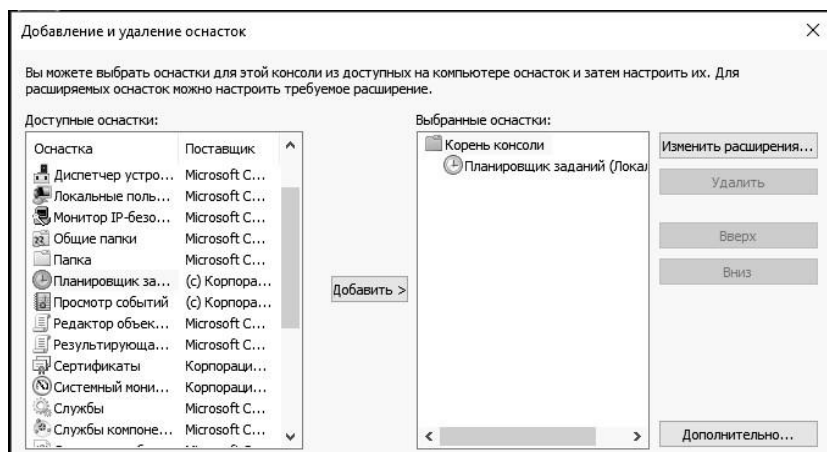 Добавление и удаление оснасток
Вы можете выбрать оснастки для этой консоли из доступных на компьютере оснасток и затем настроить их. Для
расширяемых оснасток можно настроить требуемое расширение.
Доступные оснастки:
Оснастка Поставщик
Диспетчер устро... Microsoft C...
Локальные поль... Microsoft C...
Монитор IP-безо... Microsoft C...
Общие папки Microsoft C...
Папка Microsoft C...
Планировщик за... (с) Корпора...
Просмотр событий (с) Корпора...
Редактор объек... Microsoft C...
Результирующа... Microsoft C...
Сертификаты Корпораци...
Системный мони... Корпораци...
Службы Microsoft C...
Службы компоне... Microsoft C...
Добавить >
Выбранные оснастки:
Корень консоли
Планировщик заданий (Локал
Изменить расширения...
Удалить
Вверх
Вниз
Дополнительно...